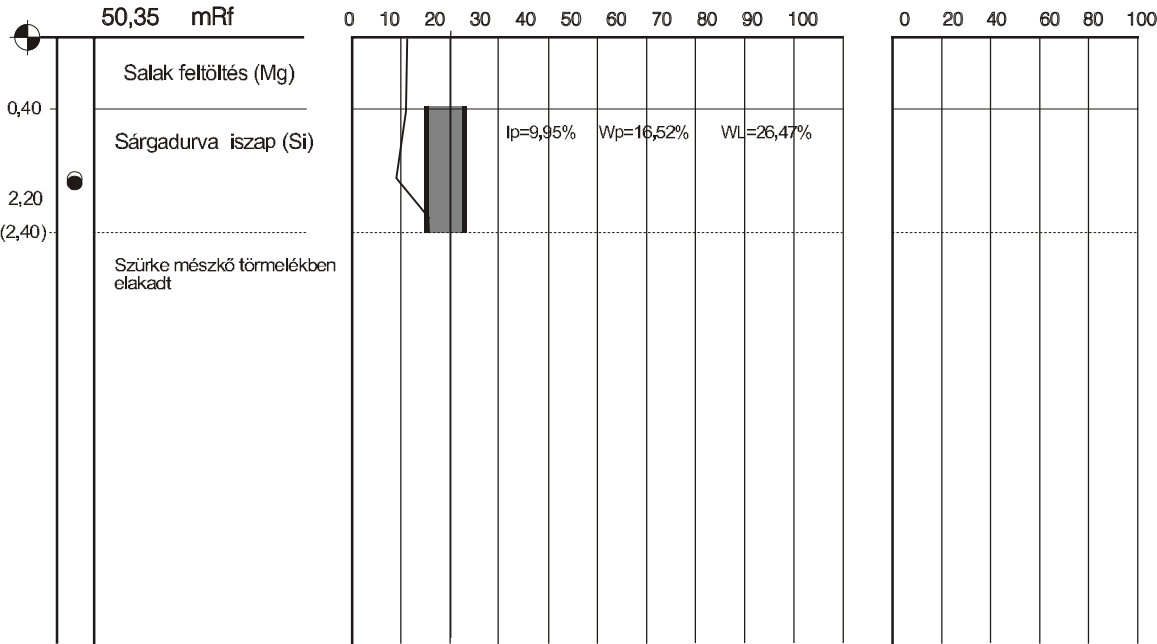 50,35 mRf
0 10 20 30 40 50 60 70 80 90 100
0 20 40 60 80 100
Salak feltöltés (Mg)
0,40
Sárgadurva iszap (Si)
Ip=9,95% Wp=16,52% WL=26,47%
2,20
(2,40)
Szürke mészkő törmelékben
elakadt